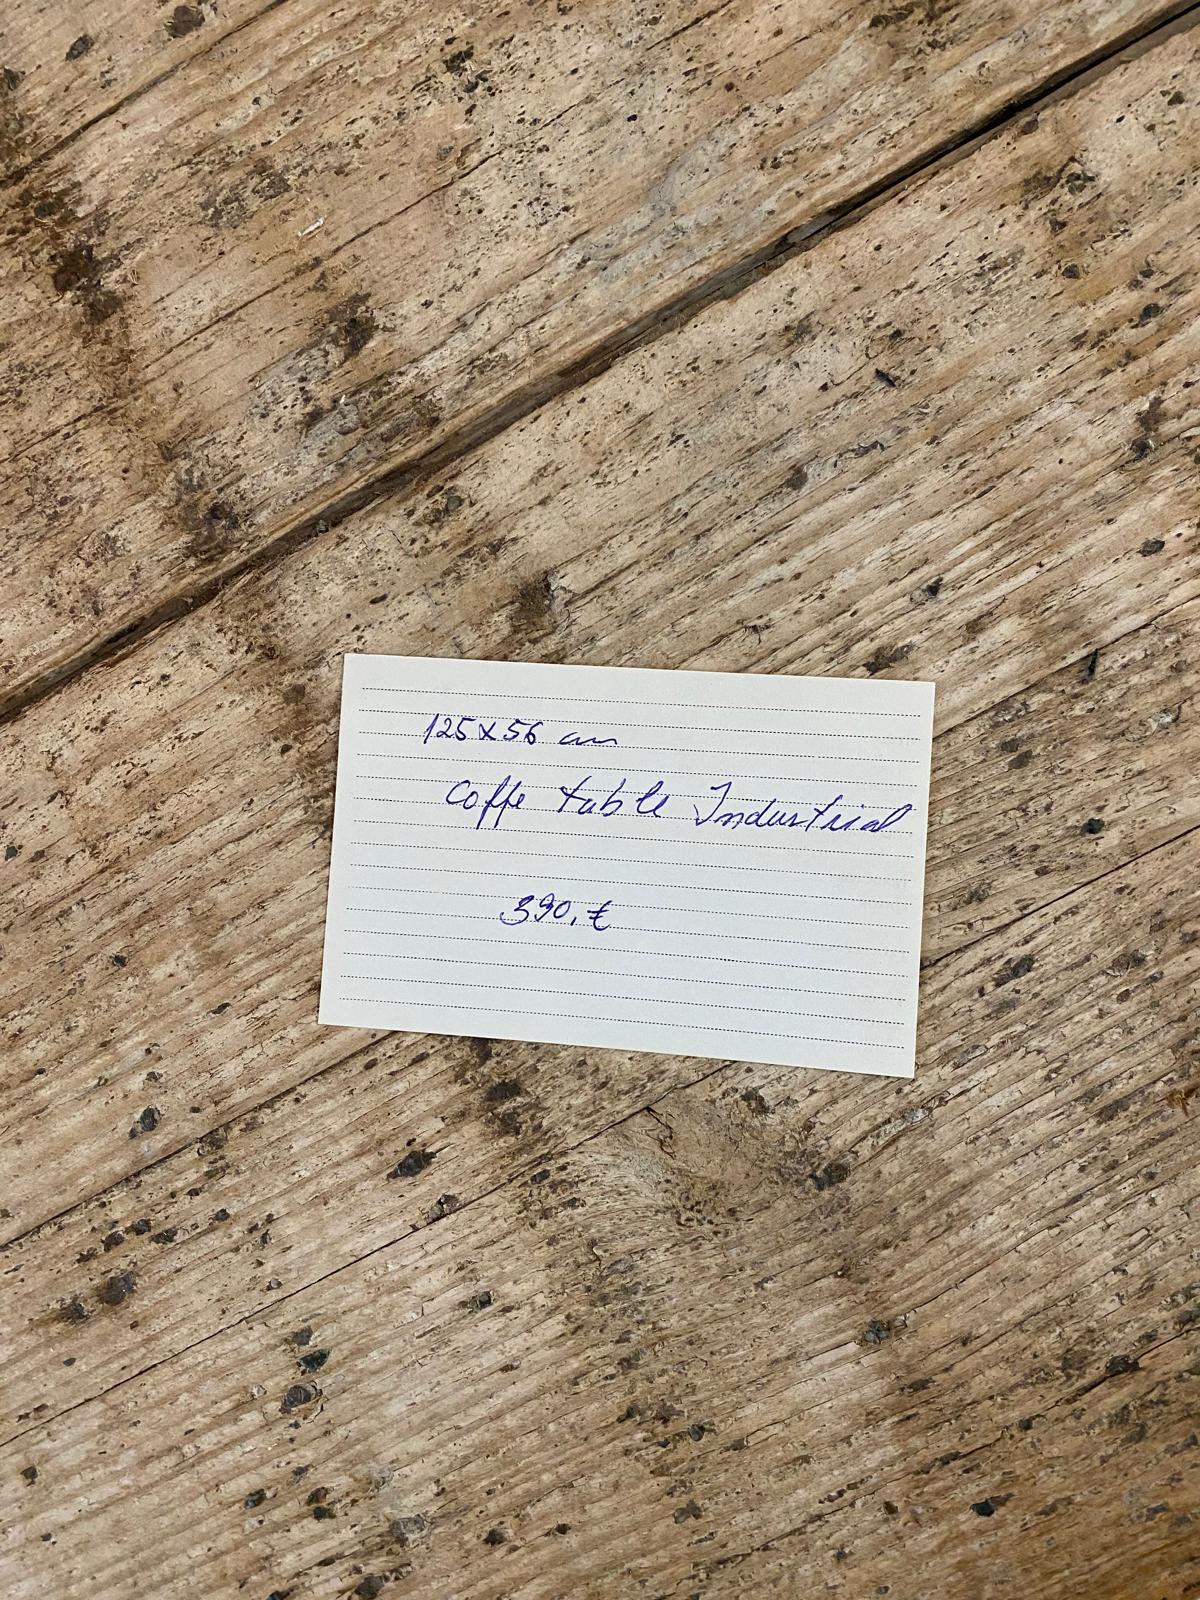 125x56 cm
Coffe table Industrial
390,€